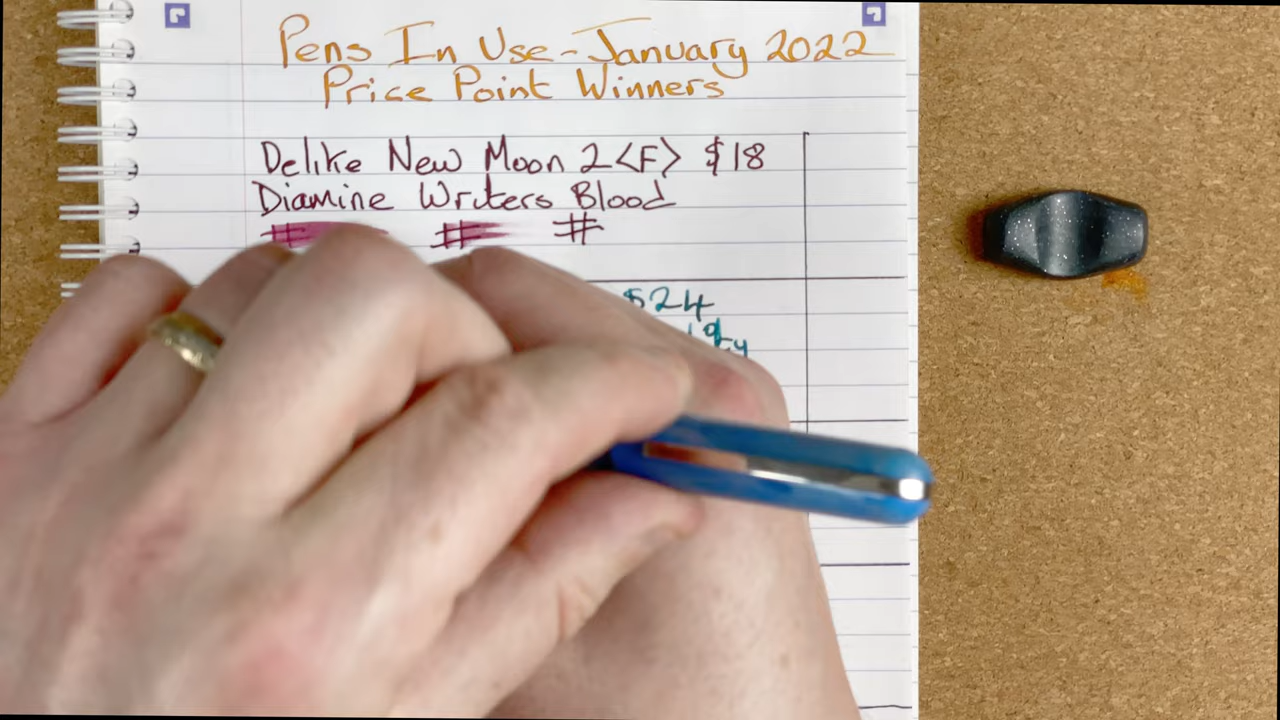 Pens In Use - January 2022
Price Point Winners
Delike New Moon 2 <F> $18
Diamine Writers Blood
# # #
$24